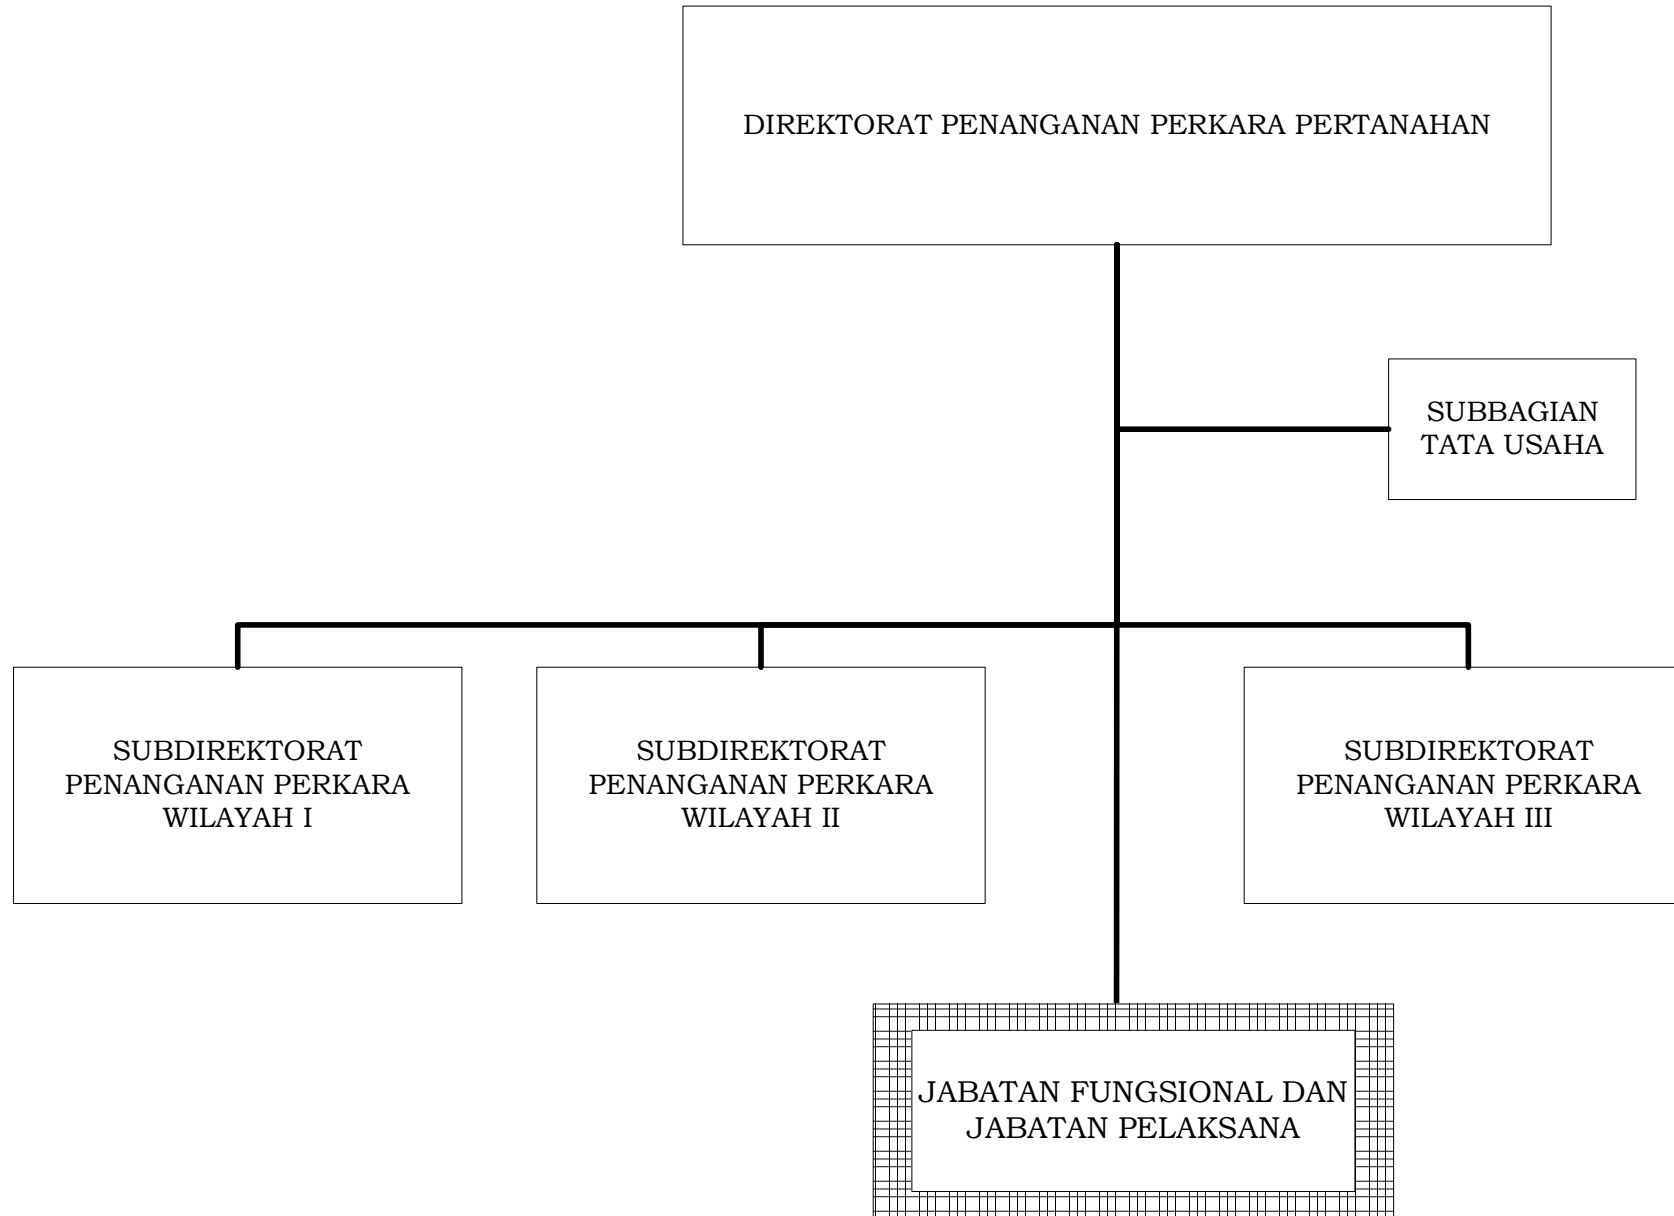 DIREKTORAT PENANGANAN PERKARA PERTANAHAN
SUBBAGIAN
TATA USAHA
SUBDIREKTORAT
PENANGANAN PERKARA
WILAYAH I
SUBDIREKTORAT
PENANGANAN PERKARA
WILAYAH II
SUBDIREKTORAT
PENANGANAN PERKARA
WILAYAH III
JABATAN FUNGSIONAL DAN
JABATAN PELAKSANA